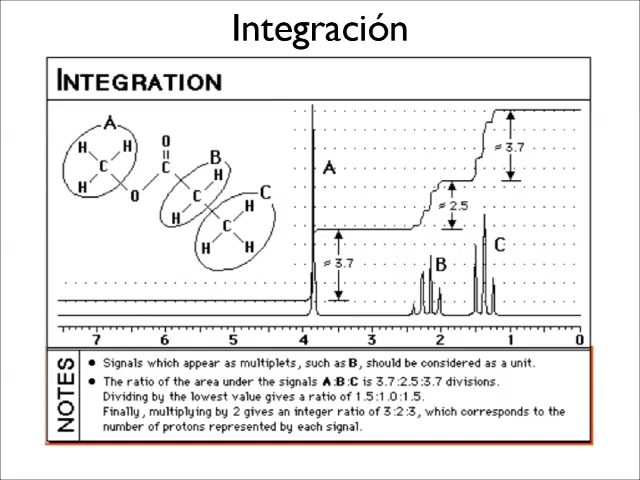 Integración
INTEGRATION
A
H H O
C C B H
H O C C
H H
C
H H
A
≈ 3.7
≈ 2.5
≈ 3.7
B
C
7 6 5 4 3 2 1 0
NOTES
• Signals which appear as multiplets, such as B, should be considered as a unit.
• The ratio of the area under the signals A:B:C is 3.7:2.5:3.7 divisions.
Dividing by the lowest value gives a ratio of 1.5:1.0:1.5.
Finally, multiplying by 2 gives an integer ratio of 3:2:3, which corresponds to the
number of protons represented by each signal.